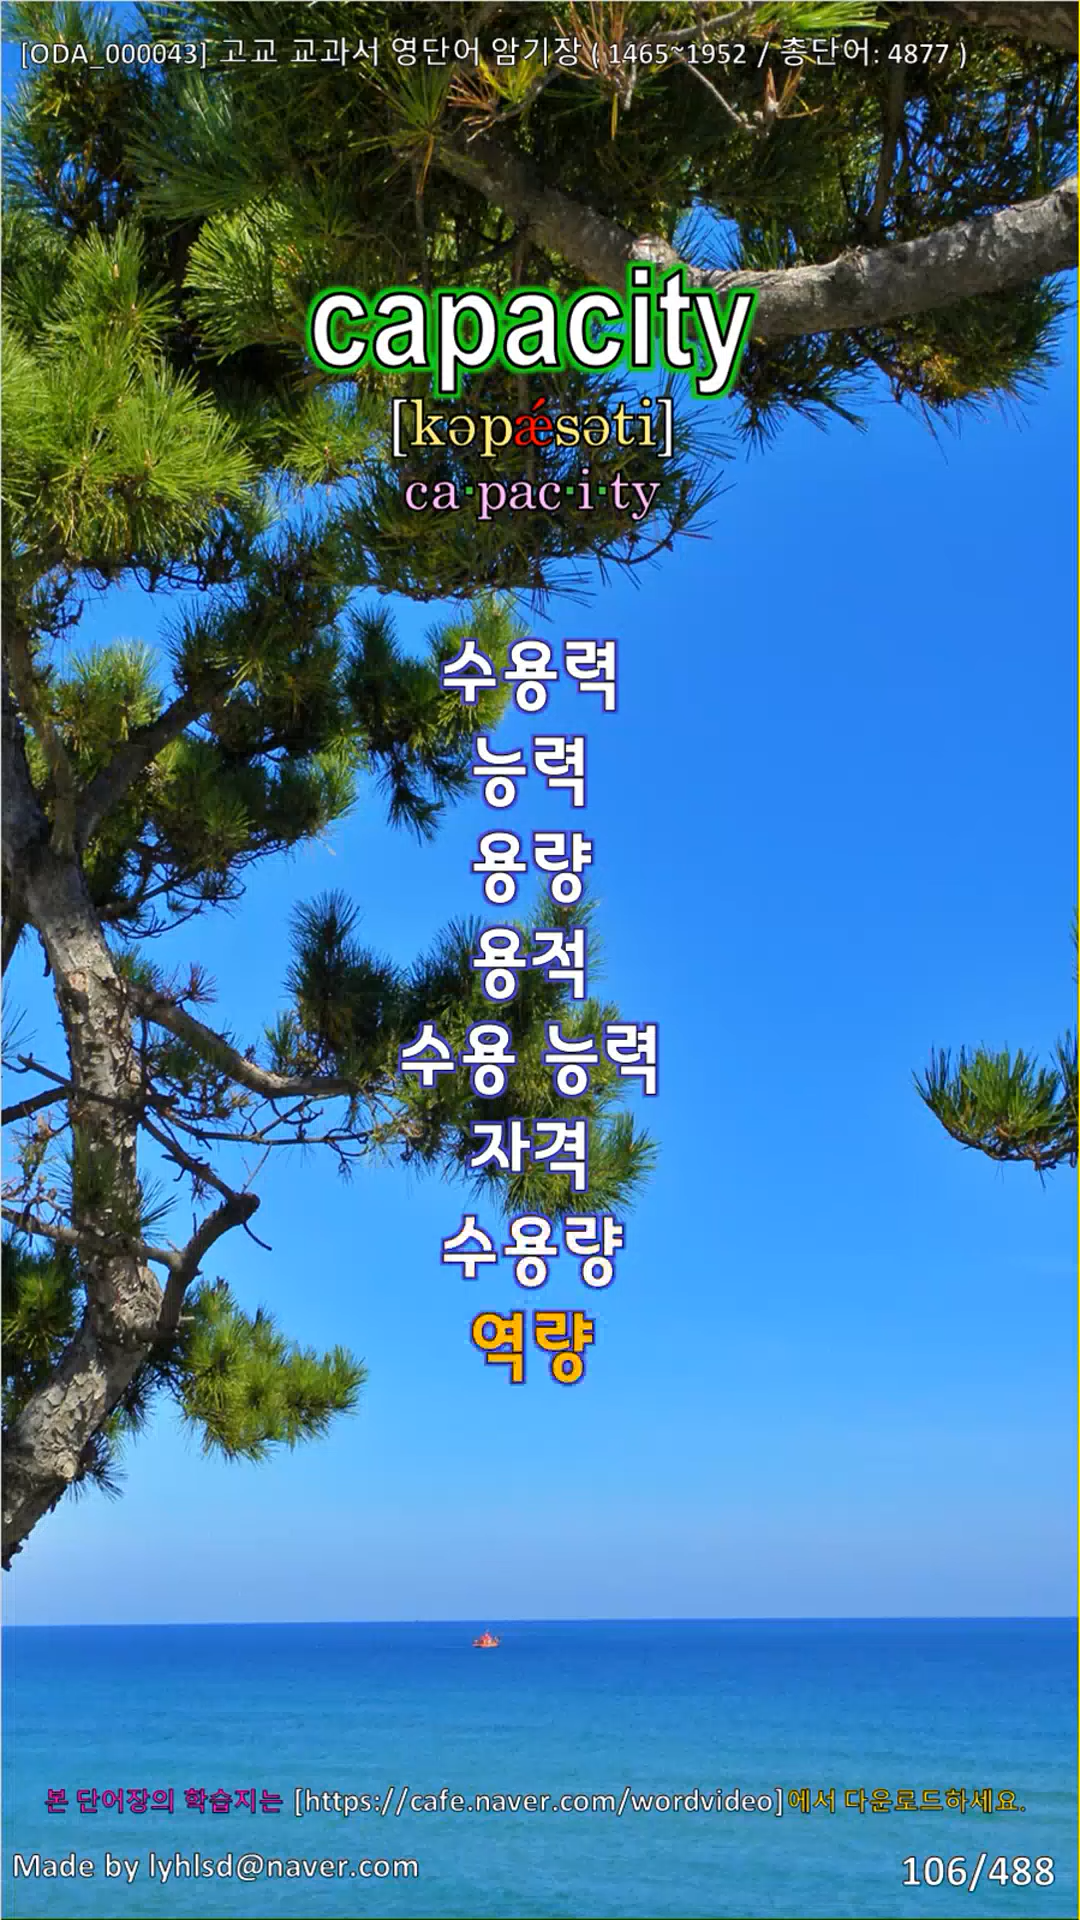 [ODA_000043] 고교 교과서 영단어 암기장 ( 1465~1952 / 총단어: 4877 )
capacity
[kəpǽsəti]
ca·pac·i·ty
수용력
능력
용량
용적
수용 능력
자격
수용량
역량
본 단어장의 학습지는 [https://cafe.naver.com/wordvideo]에서 다운로드하세요.
Made by lyhlsd@naver.com
106/488